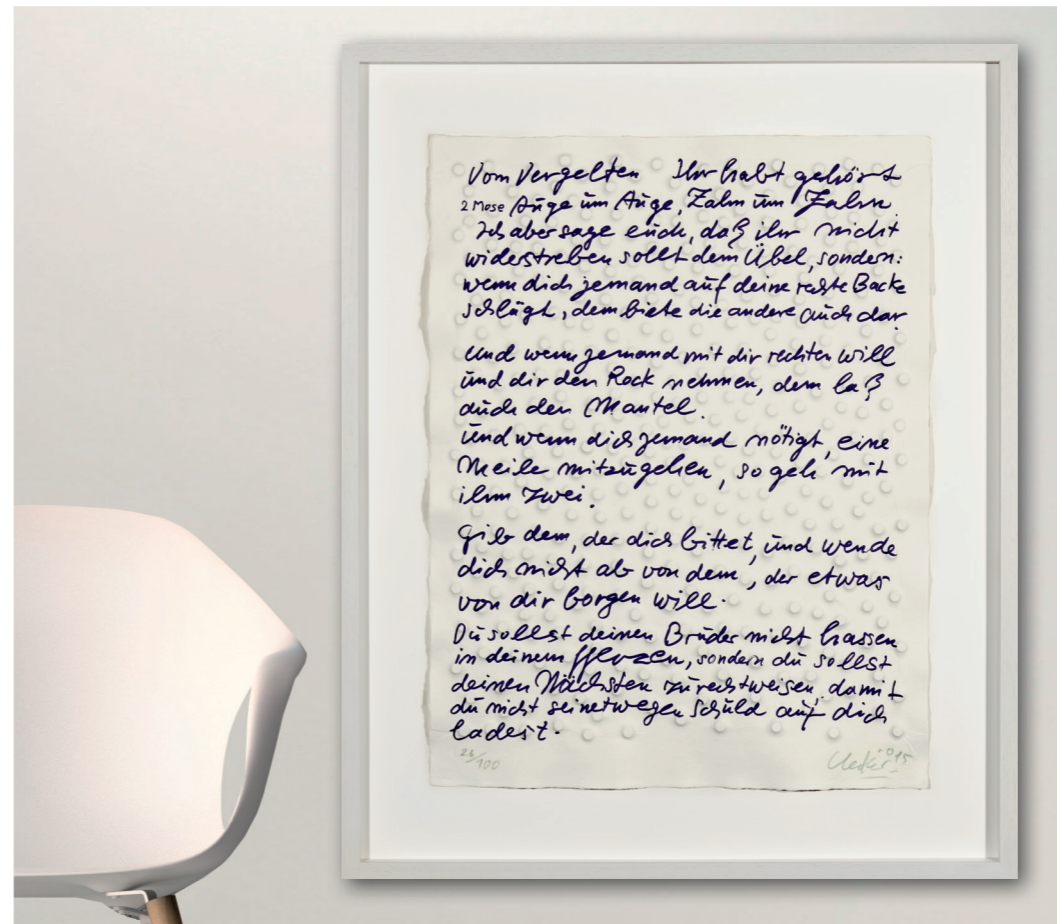 Vom Vergelten Ihr habt gehört
2 Mose Auge um Auge, Zahn um Zahn.
Ich aber sage euch, daß ihr nicht
widerstreben sollt dem Übel, sondern:
wenn dich jemand auf deine rechte Backe
schlägt, dem biete die andere auch dar
Und wenn jemand mit dir rechten will
und dir den Rock nehmen, dem laß
auch den Mantel.
Und wenn dich jemand nötigt, eine
Meile mitzugehen, so geh mit
ihm zwei.
Gib dem, der dich bittet, und wende
dich nicht ab von dem, der etwas
von dir borgen will.
Du sollst deinen Bruder nicht hassen
in deinem Herzen, sondern du sollst
deinen Nächsten zurechtweisen, damit
du nicht seinetwegen Schuld auf dich
ladest.
26/100 Uecker '015